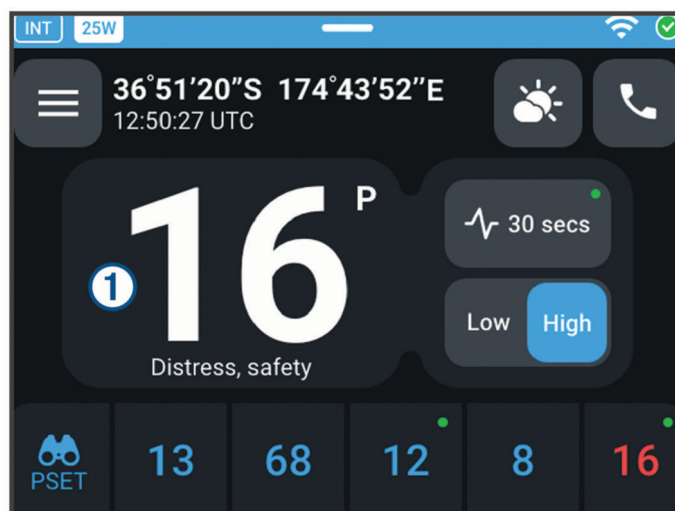 INT 25W
36°51'20"S 174°43'52"E
12:50:27 UTC
16 P
1
30 secs
Low High
Distress, safety
PSET 13 68 12 8 16